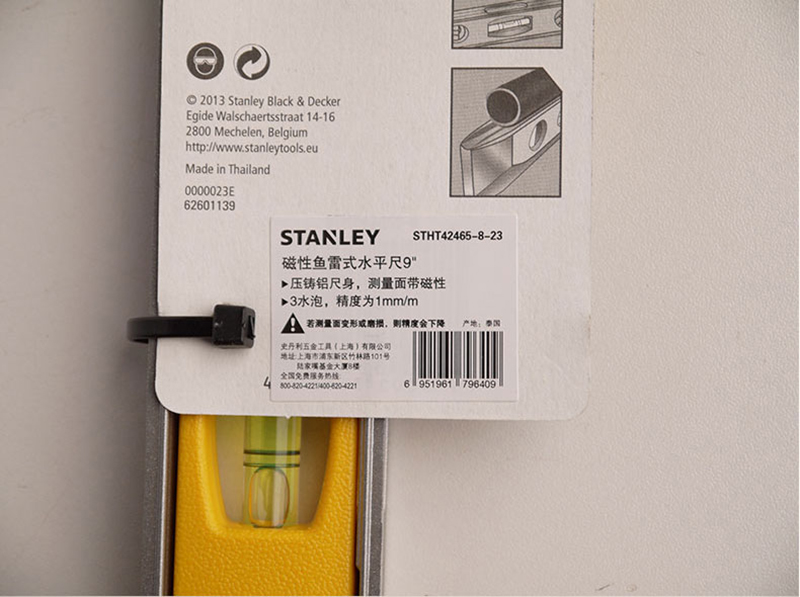 © 2013 Stanley Black & Decker
Egide Walschaertsstraat 14-16
2800 Mechelen, Belgium
http://www.stanleytools.eu
Made in Thailand
0000023E
62601139
STANLEY STHT42465-8-23
磁性鱼雷式水平尺9"
▶压铸铝尺身，测量面带磁性
▶3水泡，精度为1mm/m
若测量面变形或磨损，则精度会下降 产地：泰国
史丹利五金工具（上海）有限公司
地址:上海市浦东新区竹林路101号
陆家嘴基金大厦8楼
全国免费服务热线:
800-820-4221/400-620-4221
6 951961 796409
4